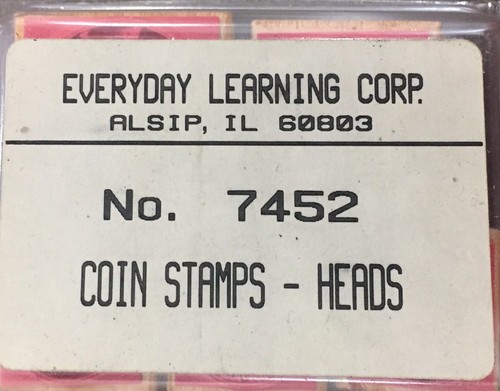 EVERYDAY LEARNING CORP.
ALSIP, IL 60803
No. 7452
COIN STAMPS - HEADS